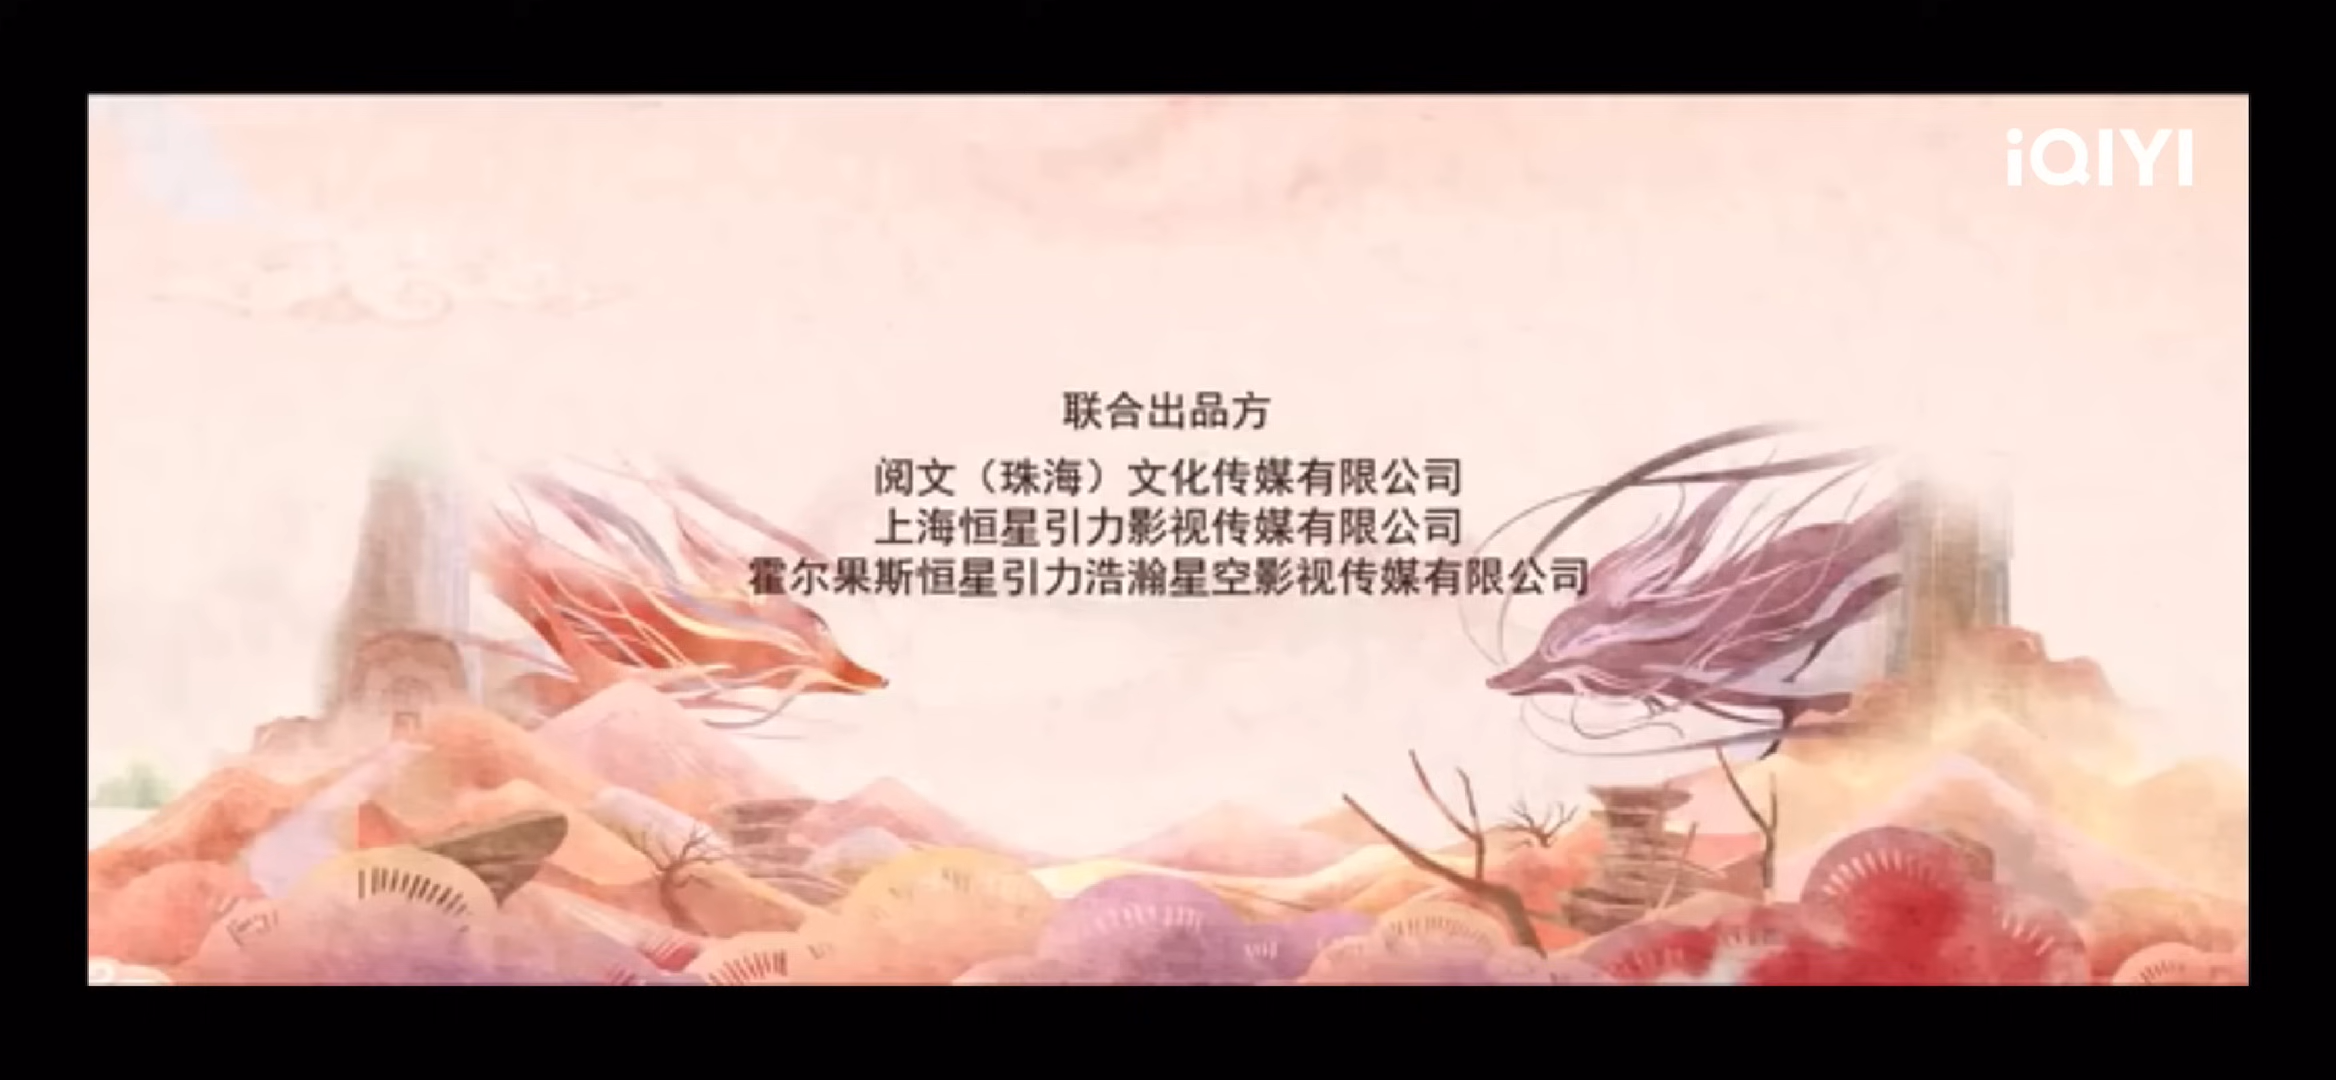 iQIYI
联合出品方
阅文（珠海）文化传媒有限公司
上海恒星引力影视传媒有限公司
霍尔果斯恒星引力浩瀚星空影视传媒有限公司